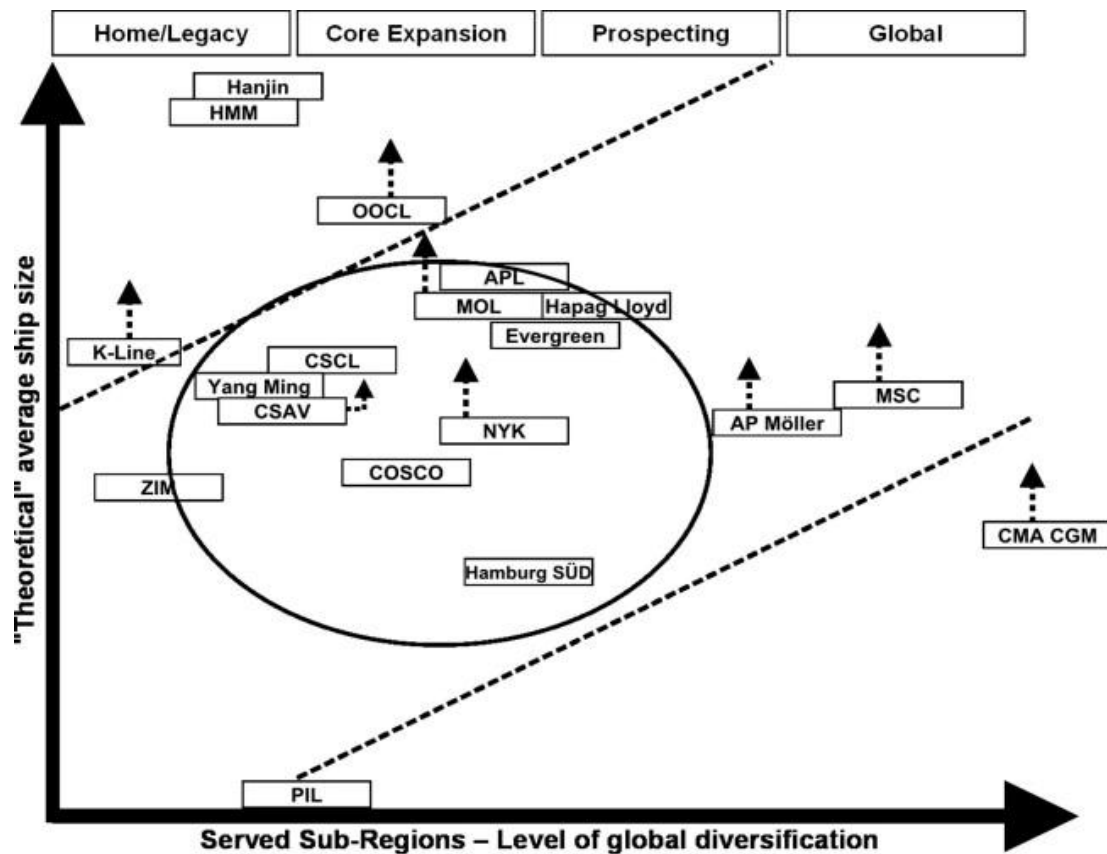 Home/Legacy
Core Expansion
Prospecting
Global
Hanjin
HMM
OOCL
APL
MOL
Hapag Lloyd
Evergreen
K-Line
CSCL
Yang Ming
CSAV
MSC
AP Möller
NYK
COSCO
ZIM
CMA CGM
Hamburg SÜD
PIL
"Theoretical" average ship size
Served Sub-Regions – Level of global diversification